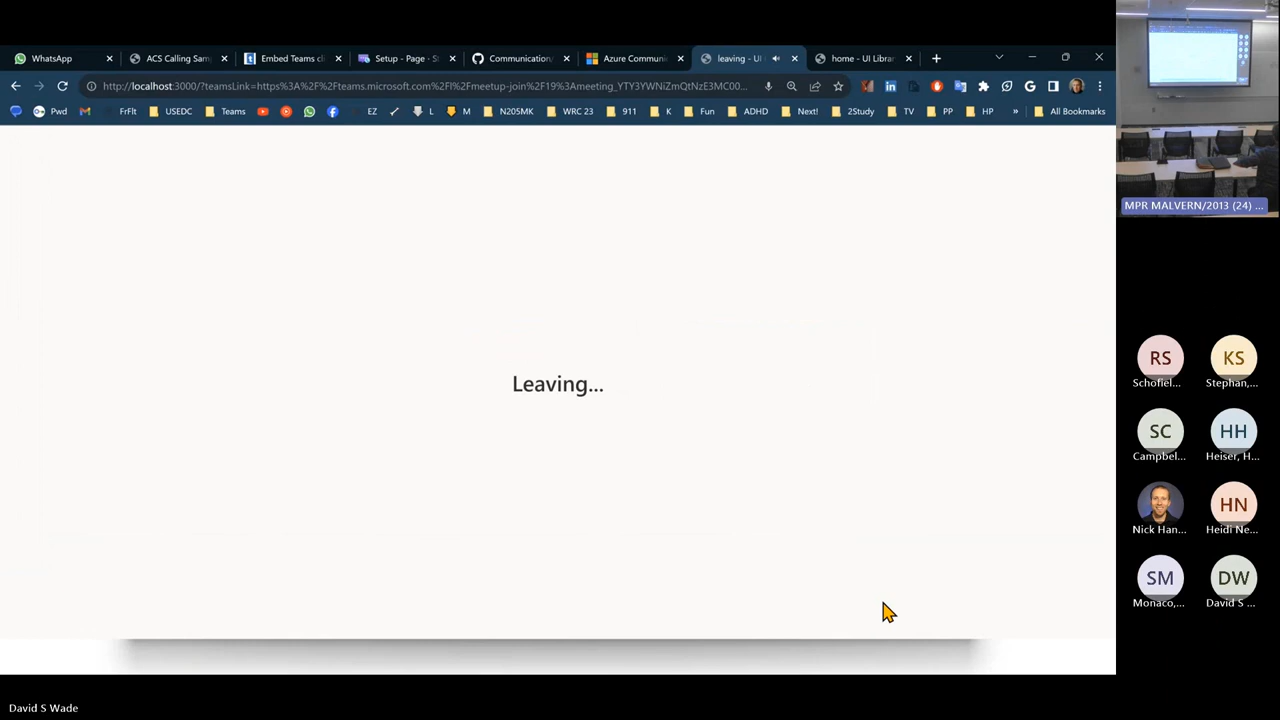 WhatsApp
ACS Calling Sam
Embed Teams cl
Setup - Page - St
Communication
Azure Communi
leaving - UI
home - UI Librar
http://localhost:3000/?teamsLink=https%3A%2F%2Fteams.microsoft.com%2Fl%2Fmeetup-join%2F19%3Ameeting_YTY3YWNiZmQtNzE3MC00...
Pwd FrFlt USEDC Teams EZ L M N205MK WRC 23 911 K Fun ADHD Next! 2Study TV PP HP » All Bookmarks
MPR MALVERN/2013 (24) ...
Leaving...
RS KS
Schofiel... Stephan,...
SC HH
Campbel... Heiser, H...
HN
Nick Han... Heidi Ne...
SM DW
Monaco,... David S ...
David S Wade